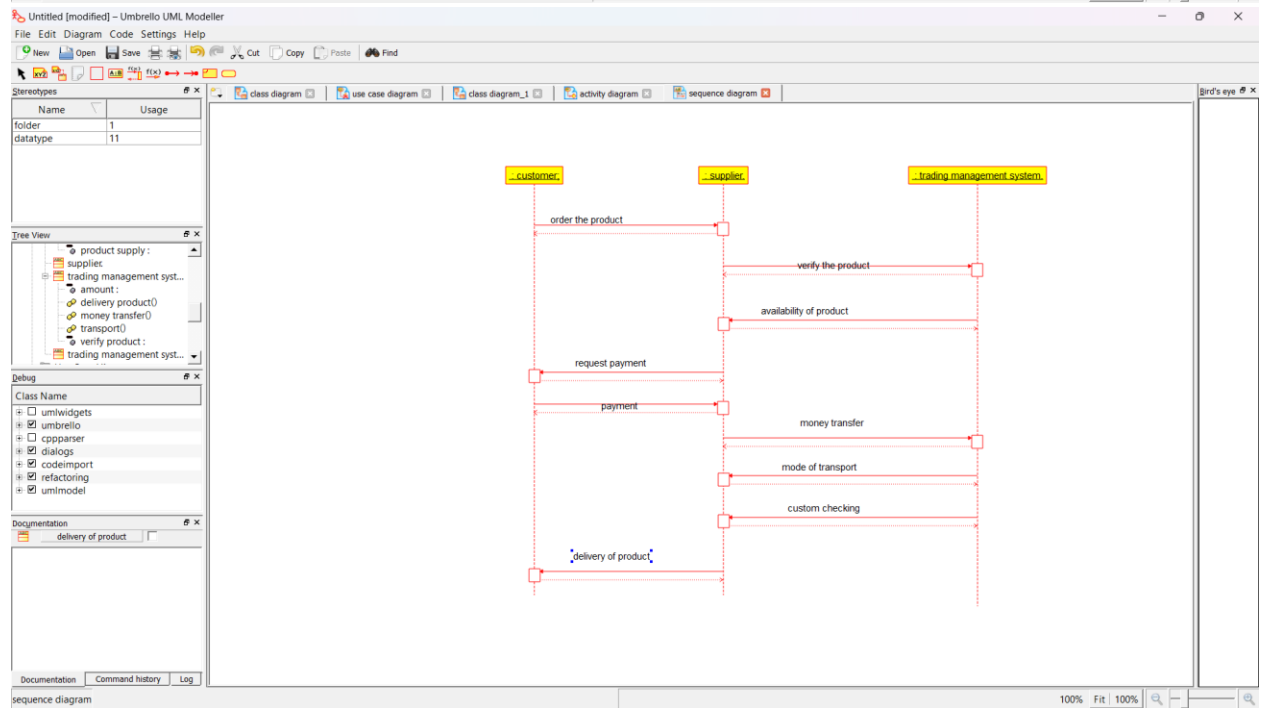 Untitled [modified] – Umbrello UML Modeller
File Edit Diagram Code Settings Help
New Open Save Cut Copy Paste Find
Stereotypes
Name Usage
folder 1
datatype 11
Tree View
product supply :
supplier.
trading management syst...
amount :
delivery product()
money transfer()
transport()
verify product :
trading management syst...
Debug
Class Name
umlwidgets
umbrello
cppparser
dialogs
codeimport
refactoring
umlmodel
Documentation
delivery of product
Documentation Command history Log
class diagram use case diagram class diagram_1 activity diagram sequence diagram
Bird's eye
: customer. : supplier. : trading management system.
order the product
verify the product
availability of product
request payment
payment
money transfer
mode of transport
custom checking
delivery of product
sequence diagram
100% Fit 100%